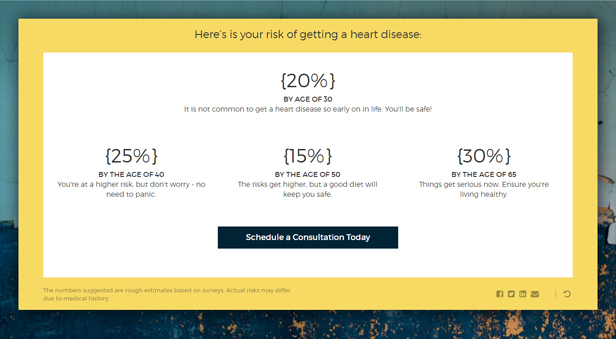 Here's is your risk of getting a heart disease:
{20%}
BY AGE OF 30
It is not common to get a heart disease so early on in life. You'll be safe!
{25%}
BY THE AGE OF 40
You're at a higher risk, but don't worry - no
need to panic.
{15%}
BY THE AGE OF 50
The risks get higher, but a good diet will
keep you safe.
{30%}
BY THE AGE OF 65
Things get serious now. Ensure you're
living healthy.
Schedule a Consultation Today
The numbers suggested are rough estimates based on surveys. Actual risks may differ
due to medical history.